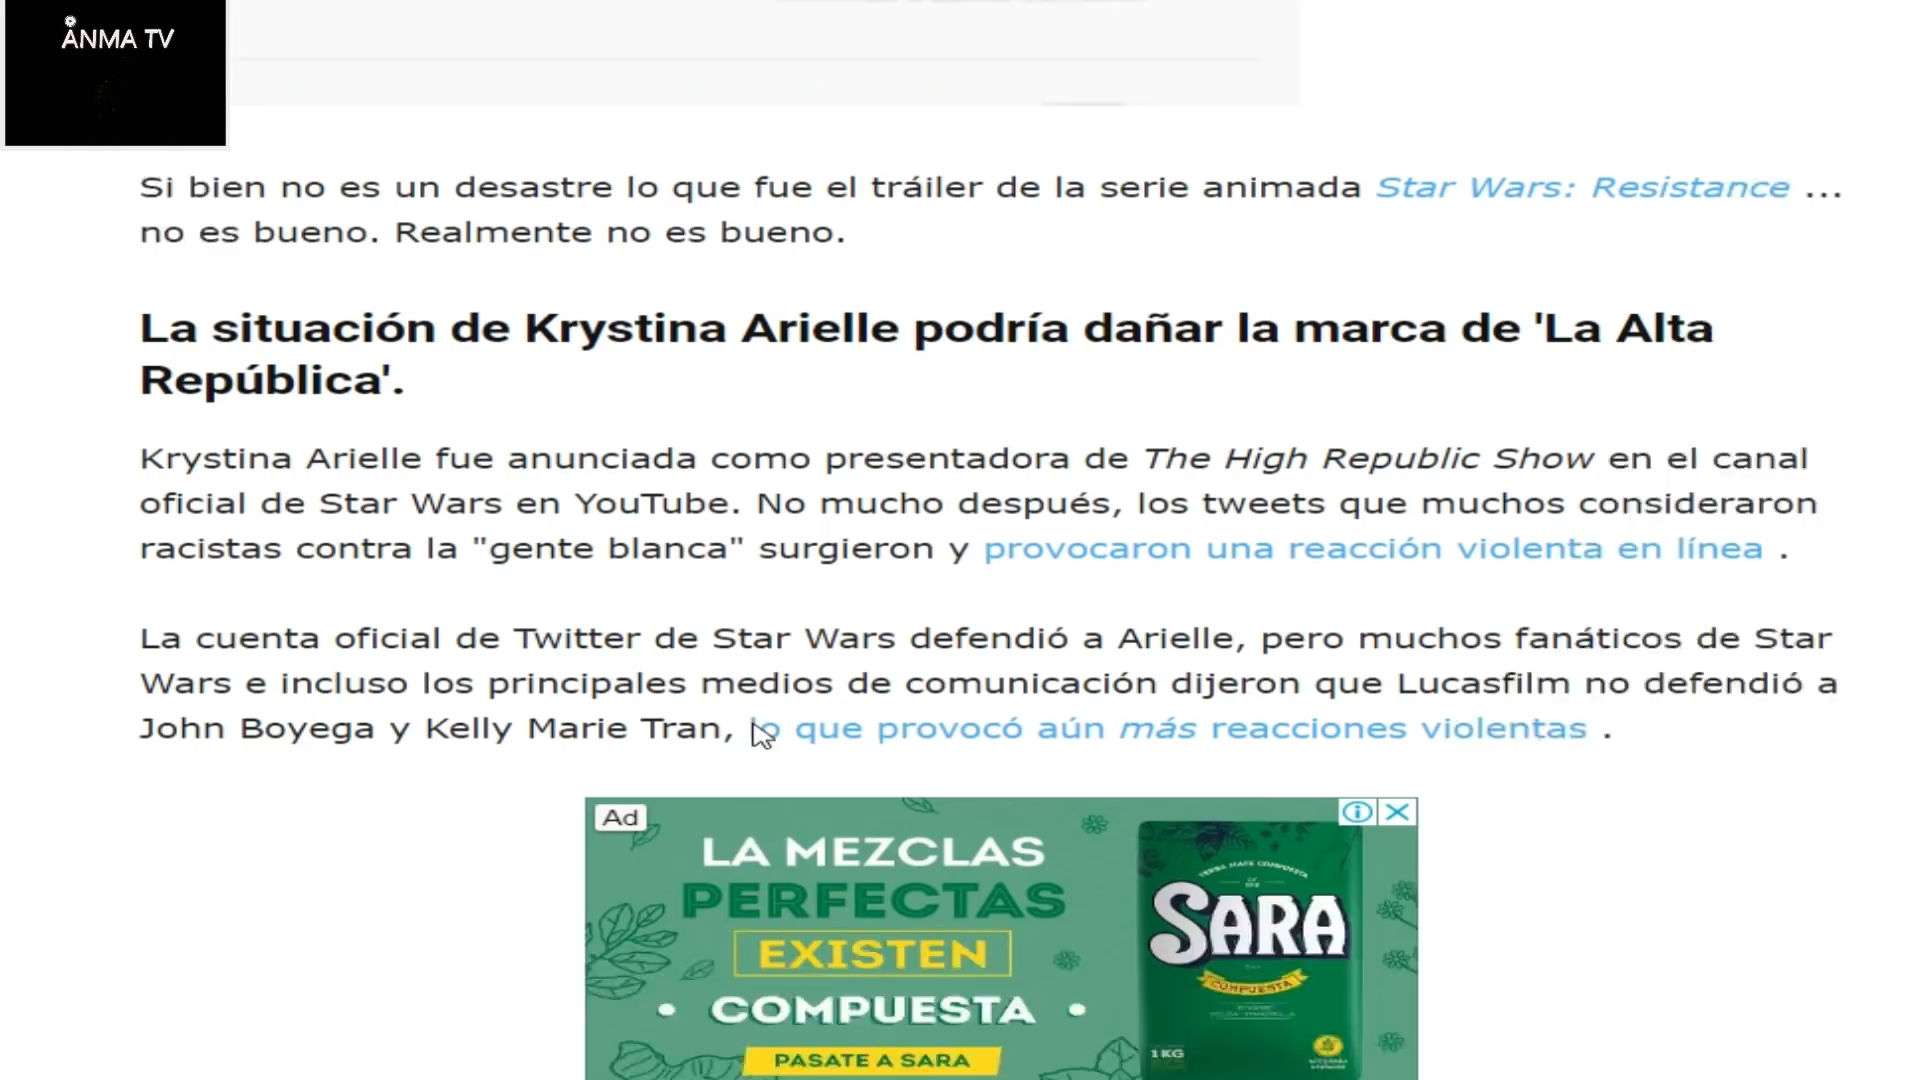 ANMA TV
Si bien no es un desastre lo que fue el tráiler de la serie animada Star Wars: Resistance ...
no es bueno. Realmente no es bueno.
La situación de Krystina Arielle podría dañar la marca de 'La Alta
República'.
Krystina Arielle fue anunciada como presentadora de The High Republic Show en el canal
oficial de Star Wars en YouTube. No mucho después, los tweets que muchos consideraron
racistas contra la "gente blanca" surgieron y provocaron una reacción violenta en línea .
La cuenta oficial de Twitter de Star Wars defendió a Arielle, pero muchos fanáticos de Star
Wars e incluso los principales medios de comunicación dijeron que Lucasfilm no defendió a
John Boyega y Kelly Marie Tran, lo que provocó aún más reacciones violentas .
Ad
LA MEZCLAS
PERFECTAS
EXISTEN
• COMPUESTA •
PASATE A SARA
YERBA MATE COMPUESTA
SARA
COMPUESTA
1 KG